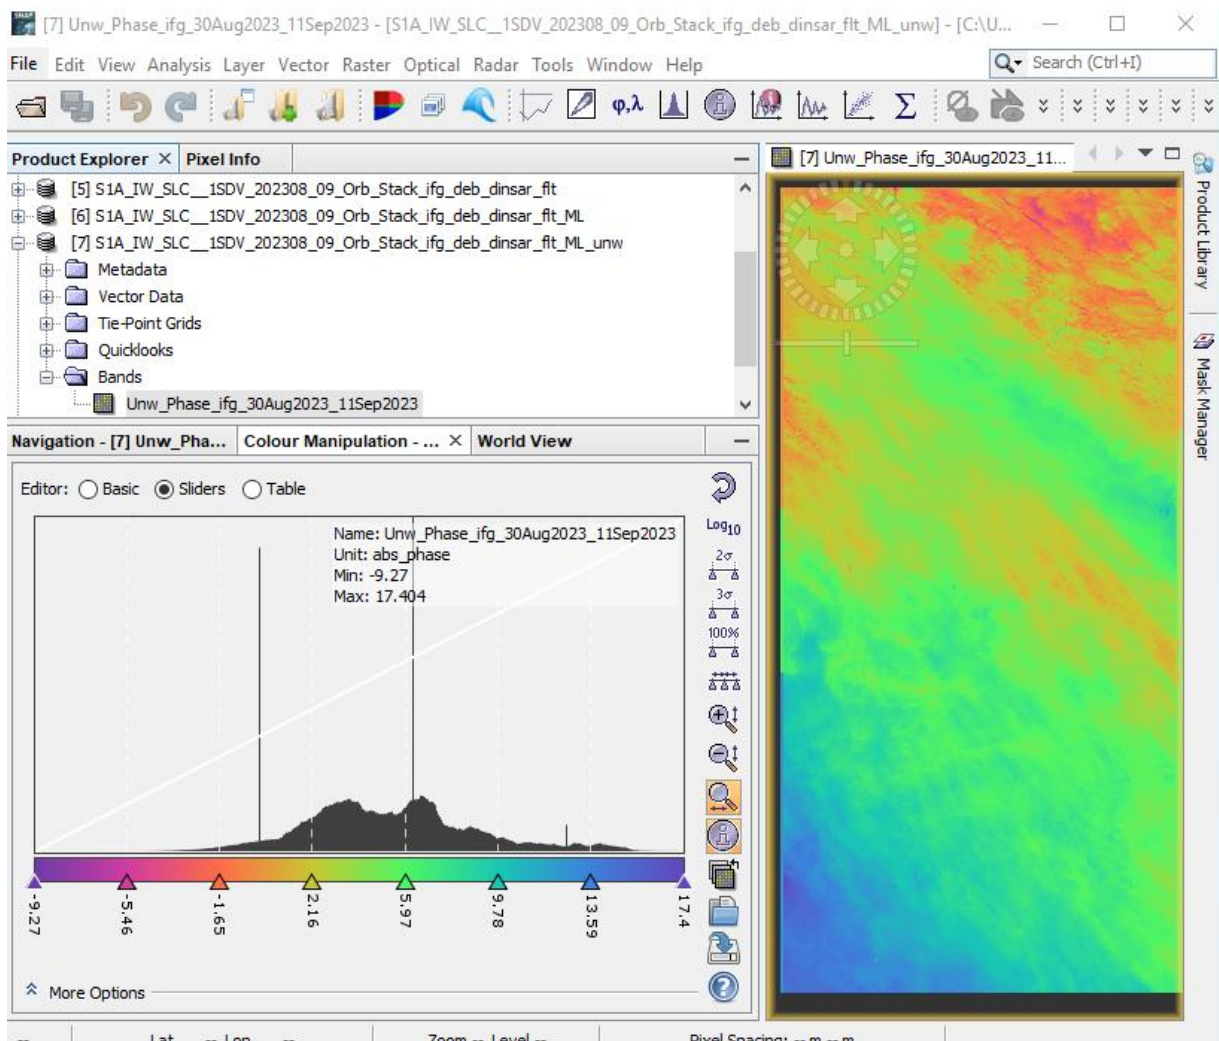 [7] Unw_Phase_ifg_30Aug2023_11Sep2023 - [S1A_IW_SLC__1SDV_202308_09_Orb_Stack_ifg_deb_dinsar_flt_ML_unw] - [C:\U...
File Edit View Analysis Layer Vector Raster Optical Radar Tools Window Help
Search (Ctrl+I)
φ,λ Σ
Product Explorer × Pixel Info
[7] Unw_Phase_ifg_30Aug2023_11...
[5] S1A_IW_SLC__1SDV_202308_09_Orb_Stack_ifg_deb_dinsar_flt
[6] S1A_IW_SLC__1SDV_202308_09_Orb_Stack_ifg_deb_dinsar_flt_ML
[7] S1A_IW_SLC__1SDV_202308_09_Orb_Stack_ifg_deb_dinsar_flt_ML_unw
Metadata
Vector Data
Tie-Point Grids
Quicklooks
Bands
Unw_Phase_ifg_30Aug2023_11Sep2023
Product Library
Mask Manager
Navigation - [7] Unw_Pha... Colour Manipulation - ... × World View
Editor: Basic Sliders Table
Name: Unw_Phase_ifg_30Aug2023_11Sep2023
Unit: abs_phase
Min: -9.27
Max: 17.404
Log10
2σ
3σ
100%
-9.27 -5.46 -1.65 2.16 5.97 9.78 13.59 17.4
More Options
-- Lat -- Lon -- Zoom -- Level -- Pixel Spacing: -- m -- m